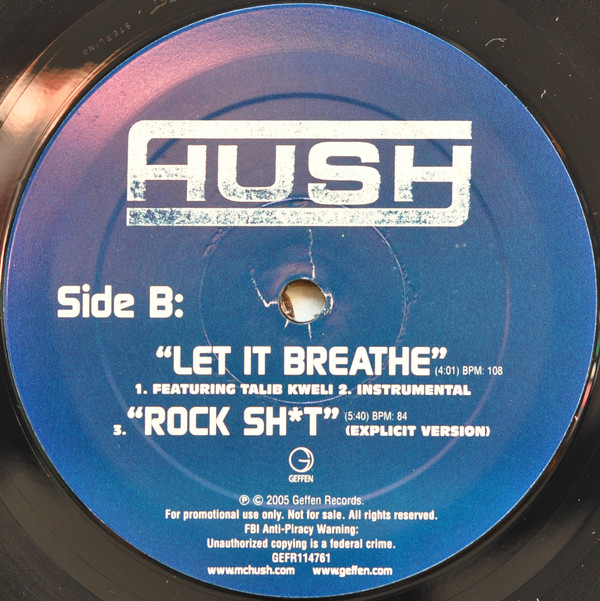 STERLING
HUSH
Side B:
“LET IT BREATHE” (4:01) BPM: 108
1. FEATURING TALIB KWELI 2. INSTRUMENTAL
3. “ROCK SH*T” (5:40) BPM: 84 (EXPLICIT VERSION)
GEFFEN
℗ © 2005 Geffen Records.
For promotional use only. Not for sale. All rights reserved.
FBI Anti-Piracy Warning:
Unauthorized copying is a federal crime.
GEFR114761
www.mchush.com www.geffen.com